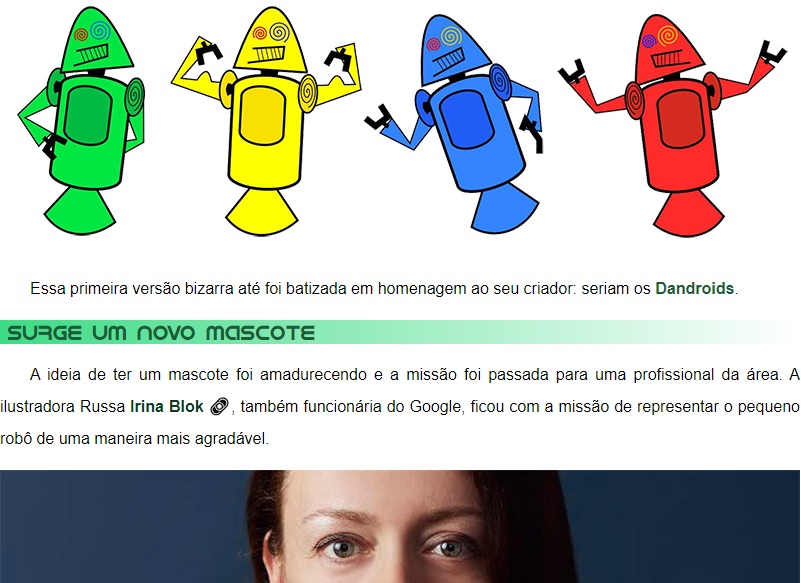 Essa primeira versão bizarra até foi batizada em homenagem ao seu criador: seriam os Dandroids.
SURGE UM NOVO MASCOTE
A ideia de ter um mascote foi amadurecendo e a missão foi passada para uma profissional da área. A
ilustradora Russa Irina Blok, também funcionária do Google, ficou com a missão de representar o pequeno
robô de uma maneira mais agradável.